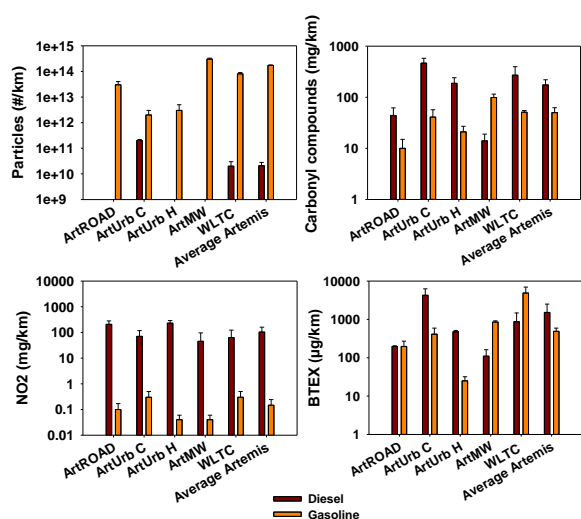 Particles (#/km)
1e+15
1e+14
1e+13
1e+12
1e+11
1e+10
1e+9
ArtROAD
ArtUrb C
ArtUrb H
ArtMW
WLTC
Average Artemis
Carbonyl compounds (mg/km)
1000
100
10
1
ArtROAD
ArtUrb C
ArtUrb H
ArtMW
WLTC
Average Artemis
NO2 (mg/km)
10000
1000
100
10
1
0.1
0.01
ArtROAD
ArtUrb C
ArtUrb H
ArtMW
WLTC
Average Artemis
BTEX (µg/km)
10000
1000
100
10
1
ArtROAD
ArtUrb C
ArtUrb H
ArtMW
WLTC
Average Artemis
Diesel
Gasoline